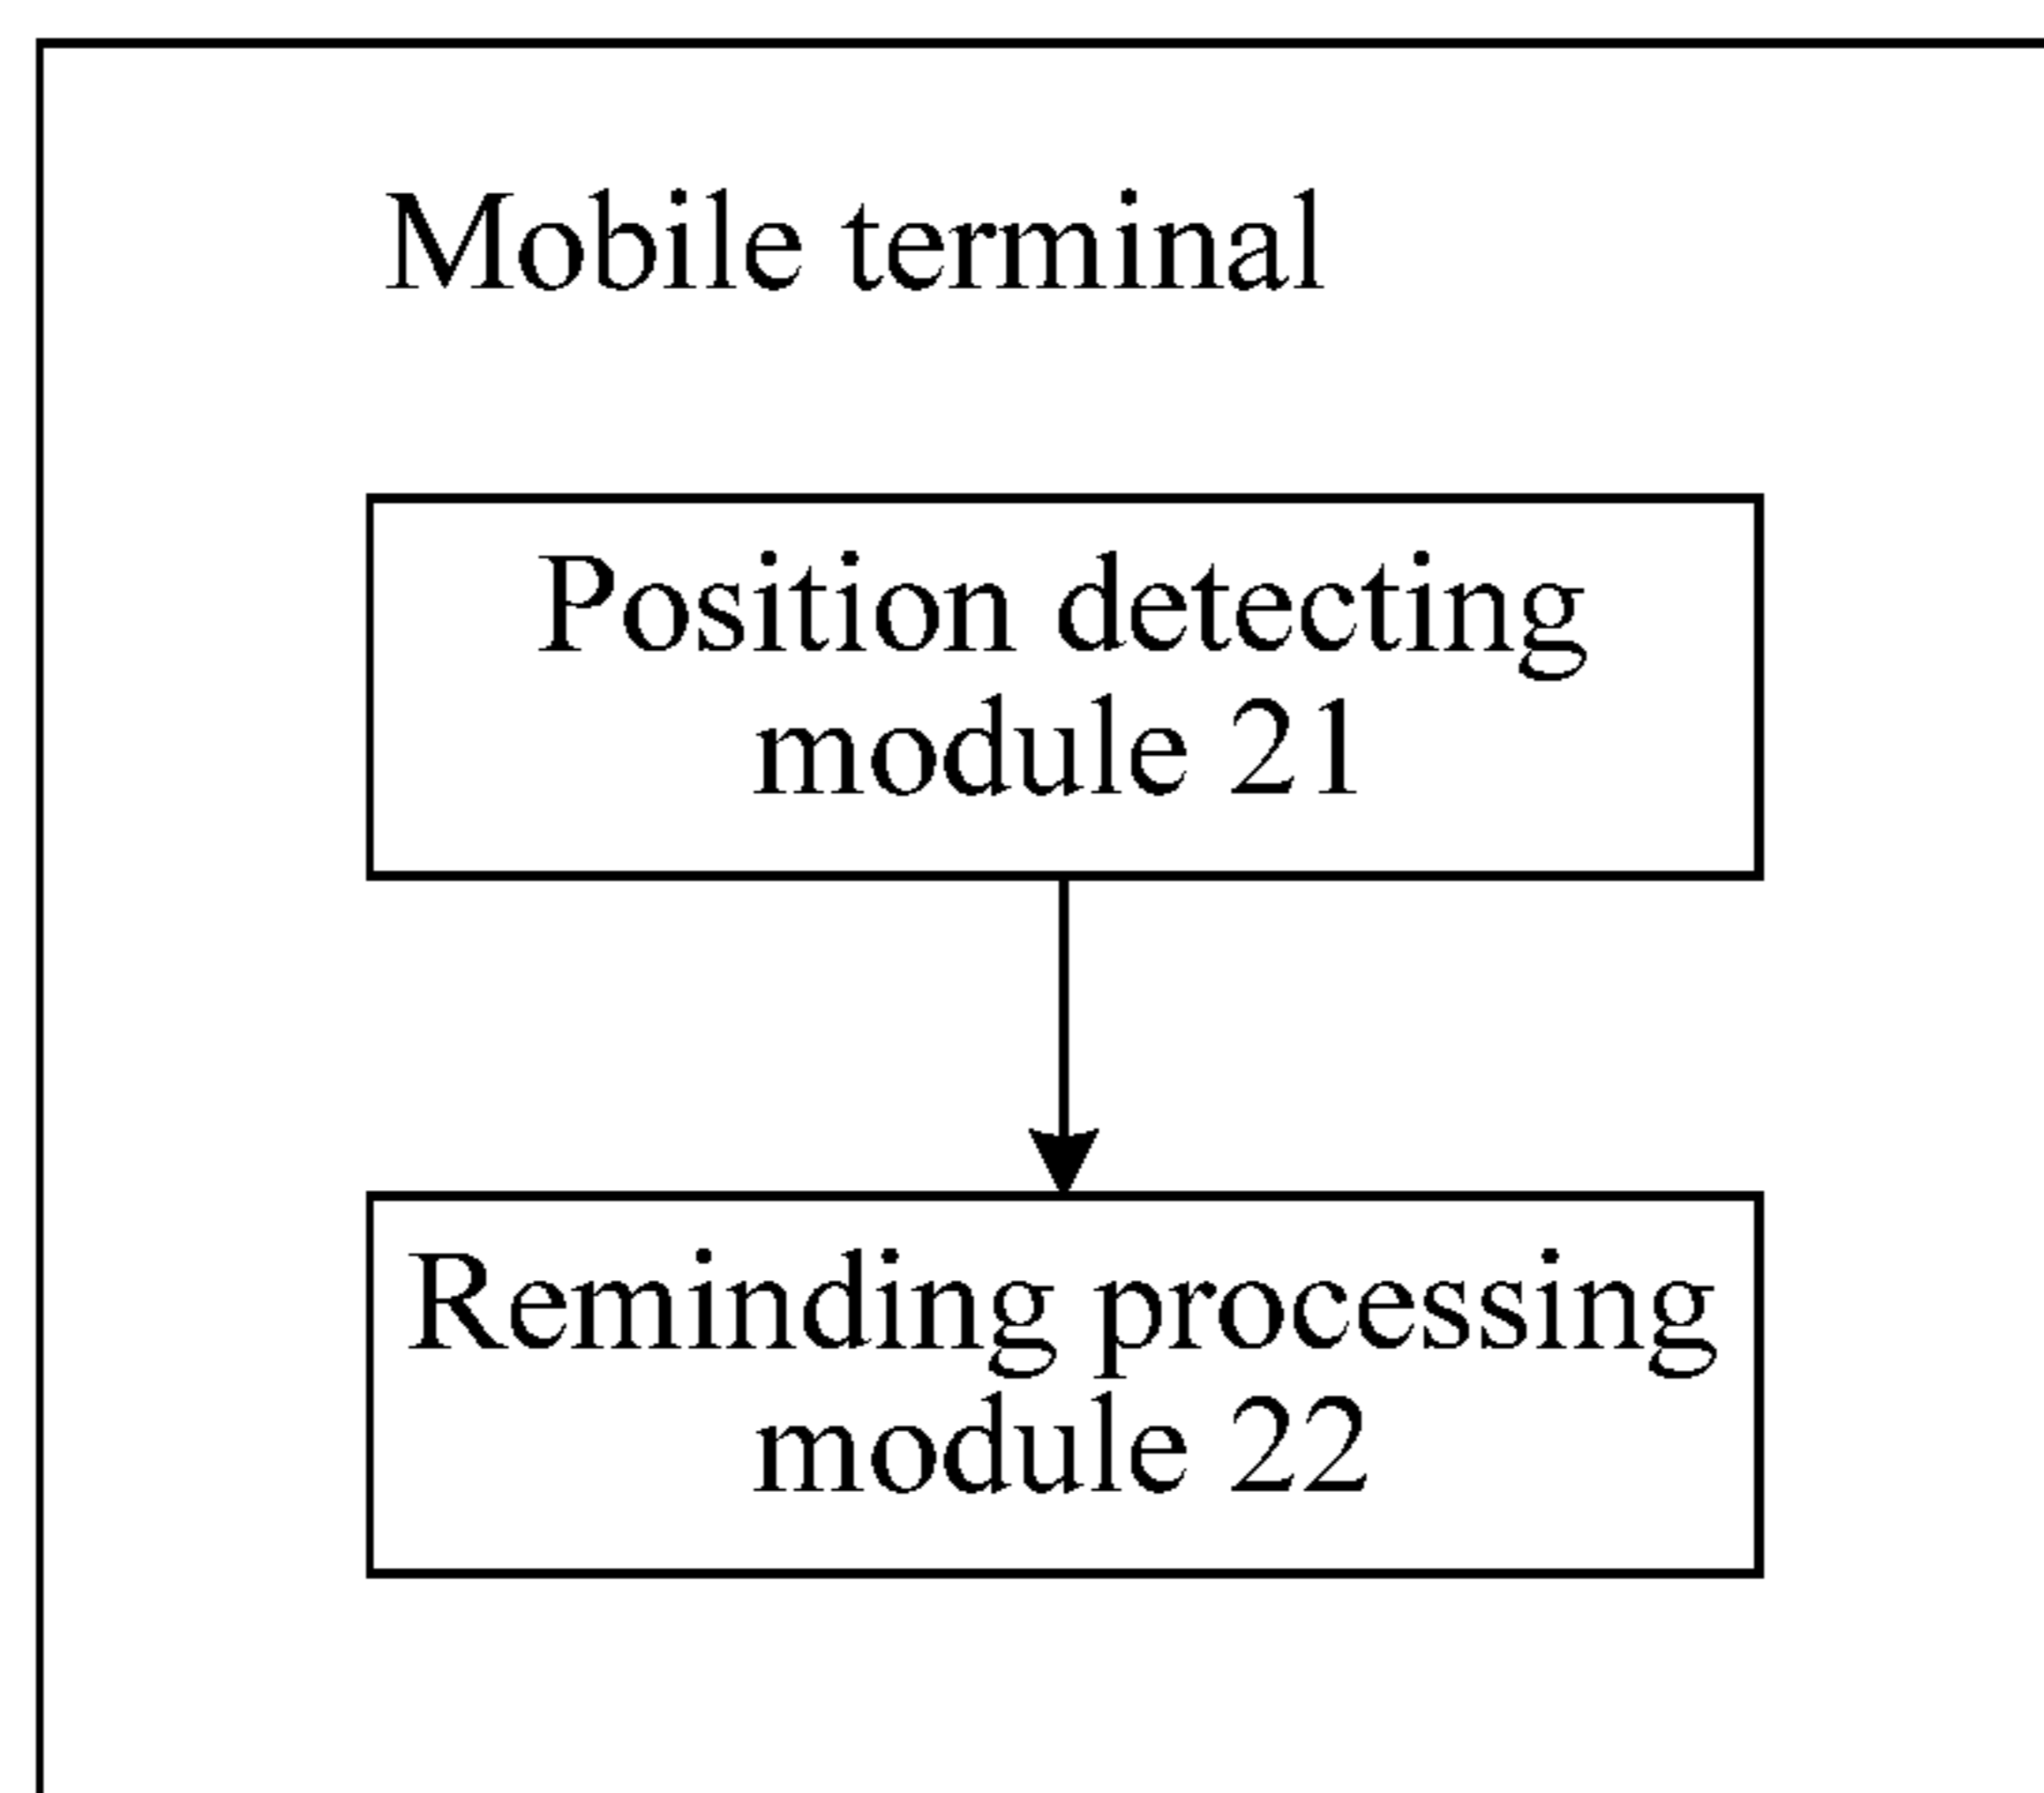 Mobile terminal
Position detecting
module 21
Reminding processing
module 22